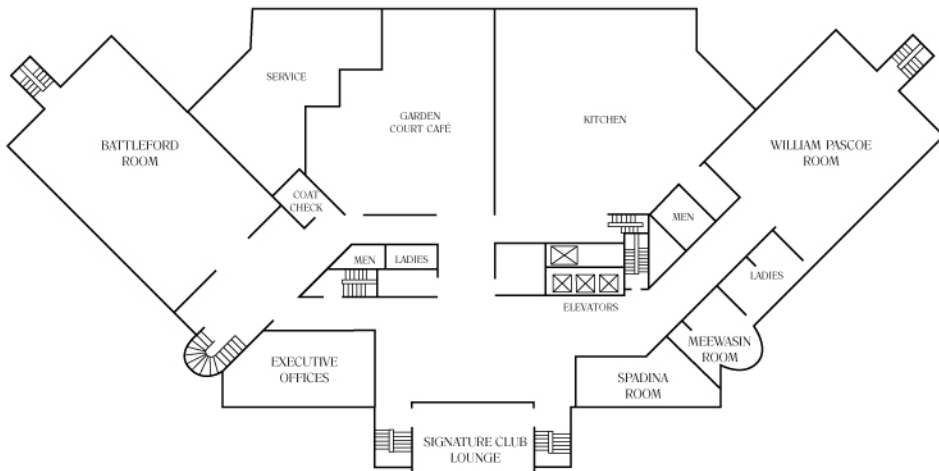 SERVICE
GARDEN
COURT CAFÉ
KITCHEN
BATTLEFORD
ROOM
WILLIAM PASCOE
ROOM
COAT
CHECK
MEN
MEN
LADIES
LADIES
ELEVATORS
MEEWASIN
ROOM
EXECUTIVE
OFFICES
SPADINA
ROOM
SIGNATURE CLUB
LOUNGE